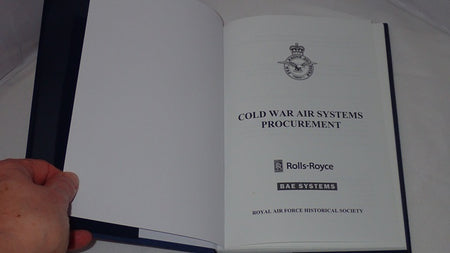 COLD WAR AIR SYSTEMS
PROCUREMENT
Rolls-Royce
BAE SYSTEMS
ROYAL AIR FORCE HISTORICAL SOCIETY